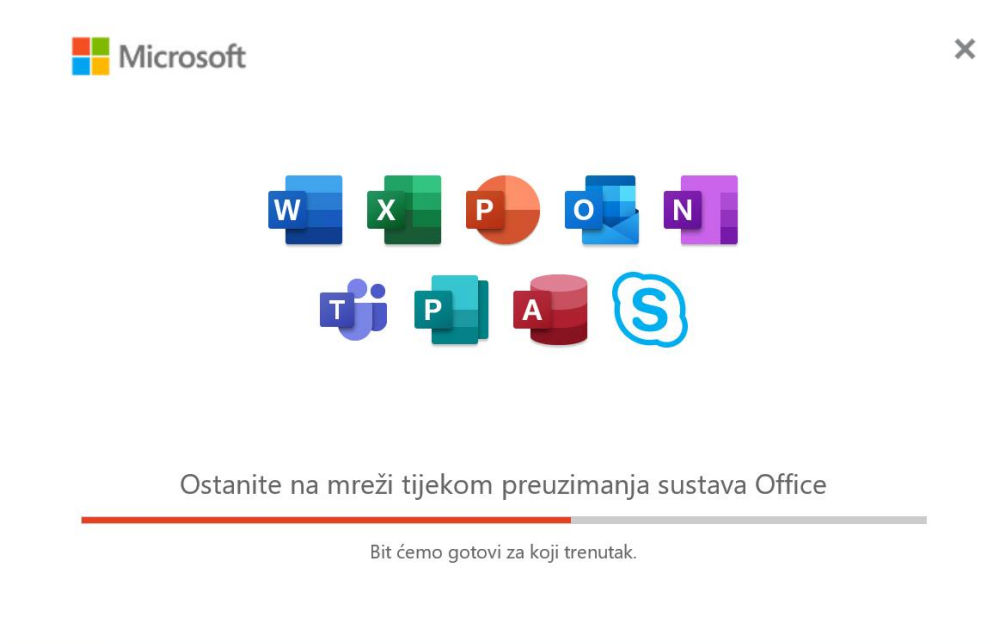 Microsoft
W X P O N
T P A S
Ostanite na mreži tijekom preuzimanja sustava Office
Bit ćemo gotovi za koji trenutak.